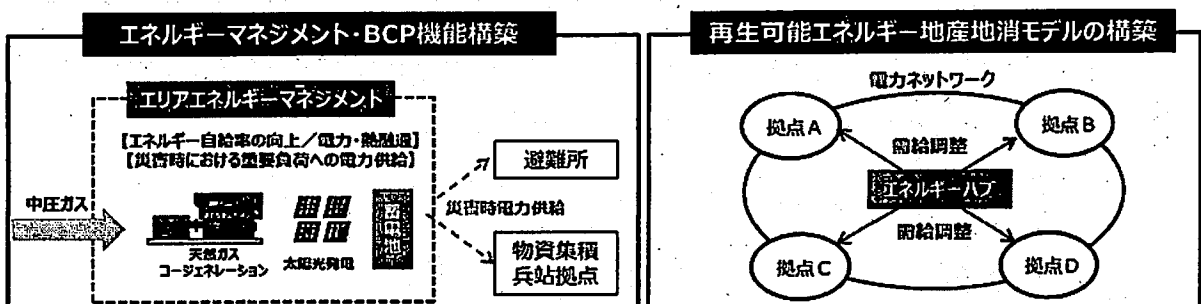 エネルギーマネジメント・BCP機能構築
エリアエネルギーマネジメント
【エネルギー自給率の向上／電力・熱融通】
【災害時における重要負荷への電力供給】
中圧ガス
天然ガス
コージェネレーション
太陽光発電
災害時電力供給
避難所
物資集積
兵站拠点
再生可能エネルギー地産地消モデルの構築
電力ネットワーク
拠点A
拠点B
需給調整
エネルギーハブ
需給調整
拠点C
拠点D